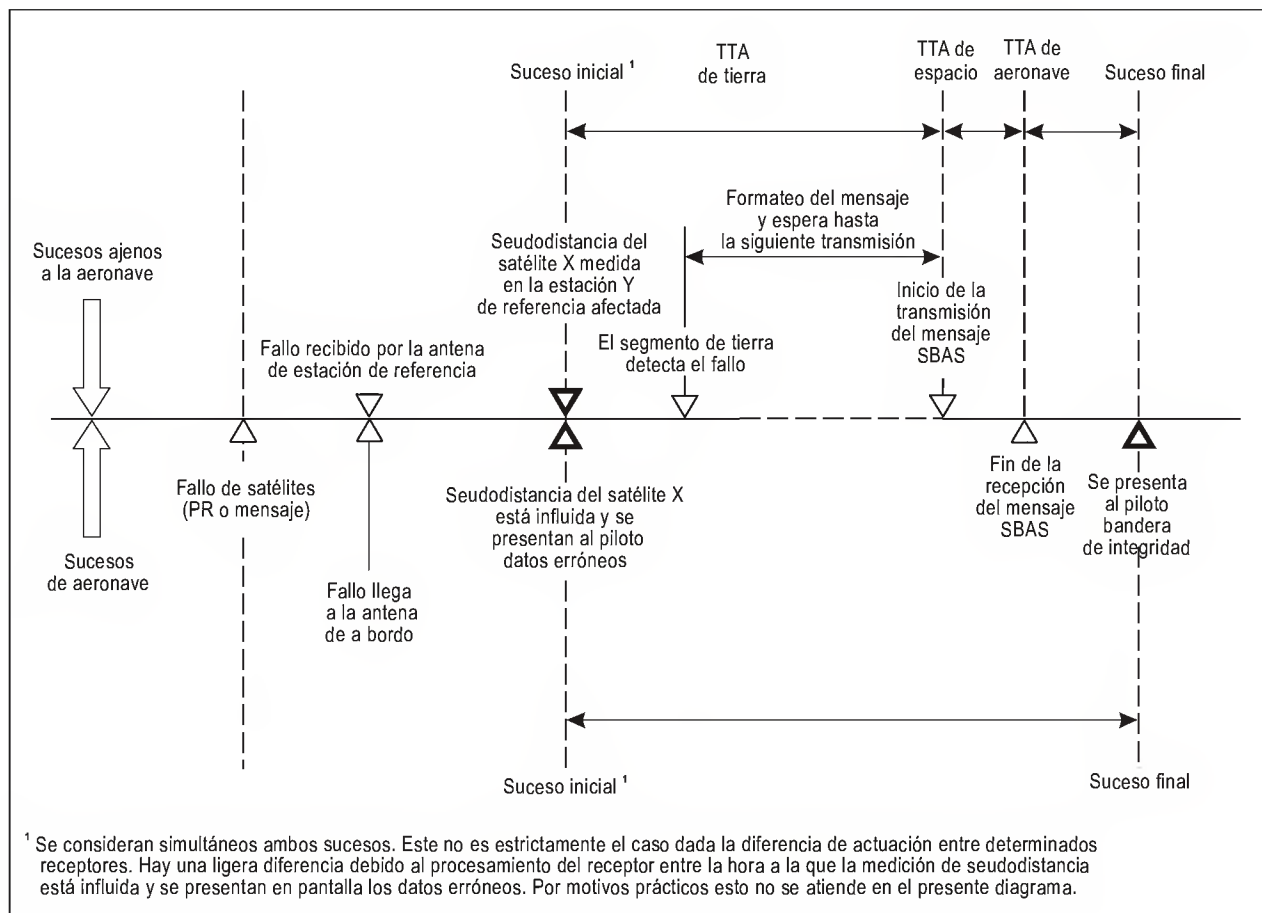 TTA
de tierra
TTA de
espacio
TTA de
aeronave
Suceso inicial ¹
Suceso final
Formateo del mensaje
y espera hasta
la siguiente transmisión
Sucesos ajenos
a la aeronave
Seudodistancia del
satélite X medida
en la estación Y
de referencia afectada
Inicio de la
transmisión
del mensaje
SBAS
Fallo recibido por la antena
de estación de referencia
El segmento de tierra
detecta el fallo
Fallo de satélites
(PR o mensaje)
Seudodistancia del satélite X
está influida y se
presentan al piloto
datos erróneos
Fin de la
recepción
del mensaje
SBAS
Se presenta
al piloto
bandera
de integridad
Sucesos
de aeronave
Fallo llega
a la antena
de a bordo
Suceso inicial ¹
Suceso final
¹ Se consideran simultáneos ambos sucesos. Este no es estrictamente el caso dada la diferencia de actuación entre determinados
receptores. Hay una ligera diferencia debido al procesamiento del receptor entre la hora a la que la medición de seudodistancia
está influida y se presentan en pantalla los datos erróneos. Por motivos prácticos esto no se atiende en el presente diagrama.